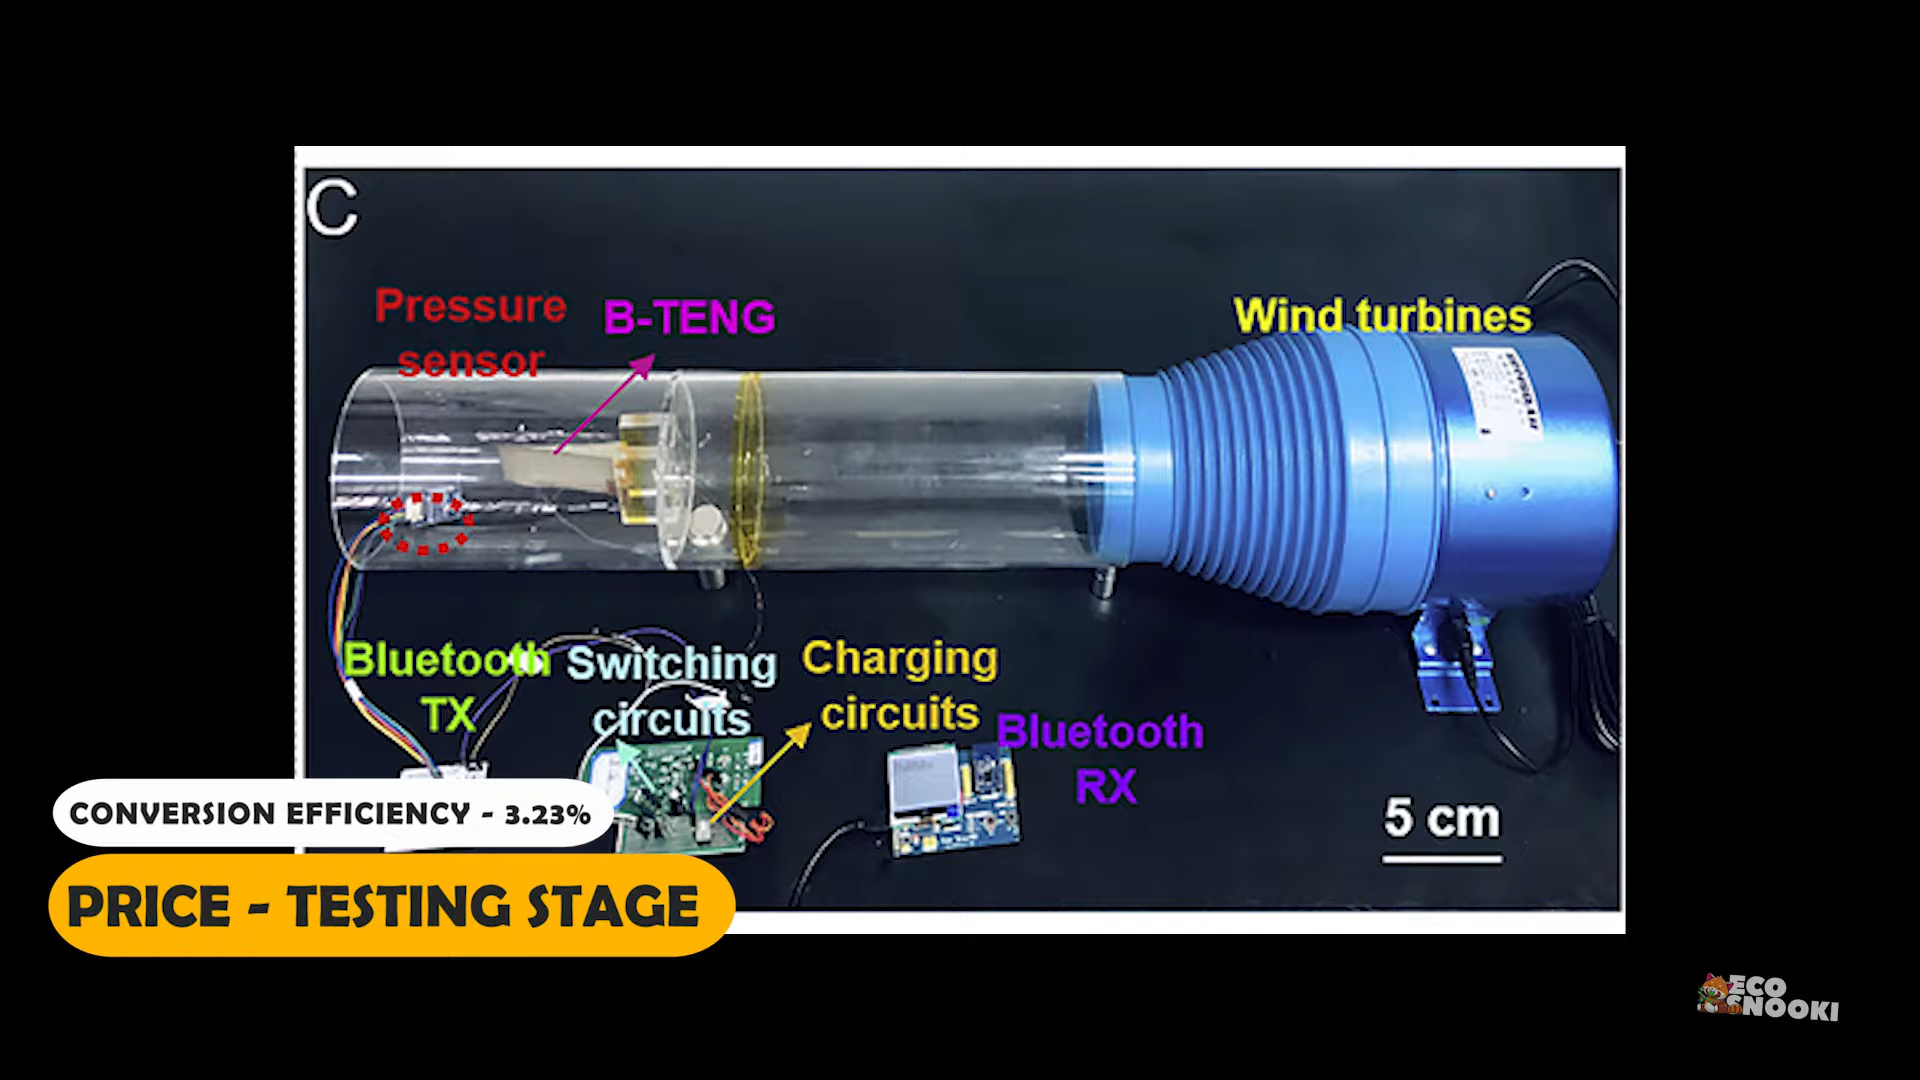 C
Pressure
sensor
B-TENG
Wind turbines
Bluetooth
TX
Switching
circuits
Charging
circuits
Bluetooth
RX
5 cm
CONVERSION EFFICIENCY - 3.23%
PRICE - TESTING STAGE
ECO
SNOOKI